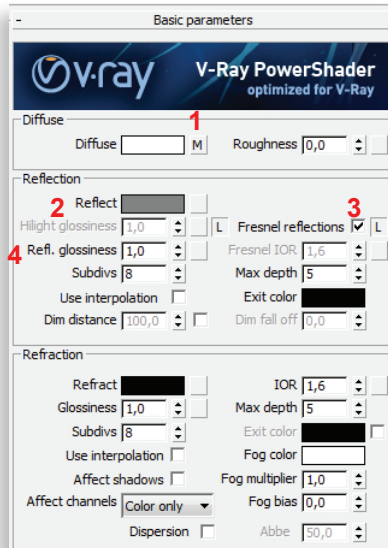 - Basic parameters
v·ray V-Ray PowerShader
optimized for V-Ray
Diffuse
1
Diffuse M Roughness 0,0
Reflection
2 Reflect 3
Hilight glossiness 1,0 L Fresnel reflections L
4 Refl. glossiness 1,0 Fresnel IOR 1,6
Subdivs 8 Max depth 5
Use interpolation Exit color
Dim distance 100,0 Dim fall off 0,0
Refraction
Refract IOR 1,6
Glossiness 1,0 Max depth 5
Subdivs 8 Exit color
Use interpolation Fog color
Affect shadows Fog multiplier 1,0
Affect channels Color only Fog bias 0,0
Dispersion Abbe 50,0